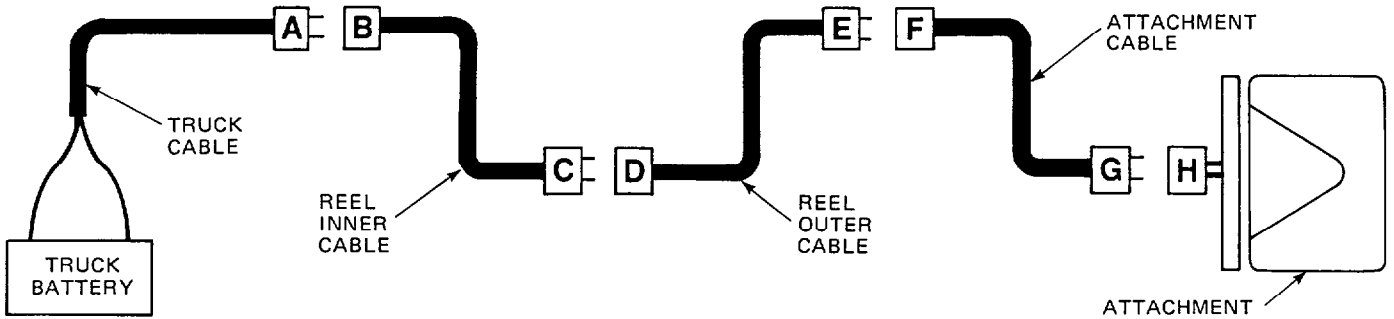 A
B
E
F
ATTACHMENT
CABLE
TRUCK
CABLE
C
D
G
H
REEL
INNER
CABLE
REEL
OUTER
CABLE
TRUCK
BATTERY
ATTACHMENT